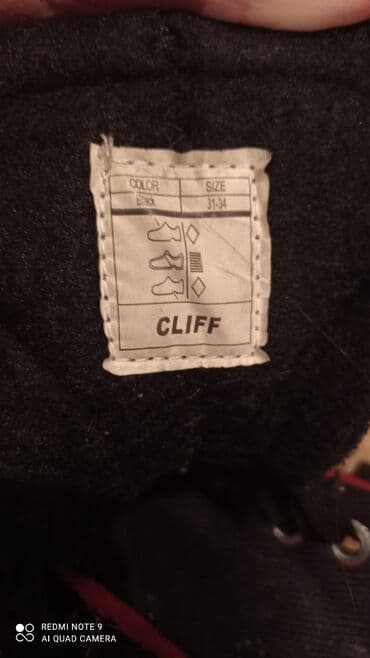 COLOR SIZE
black 31-34
CLIFF
REDMI NOTE 9
AI QUAD CAMERA